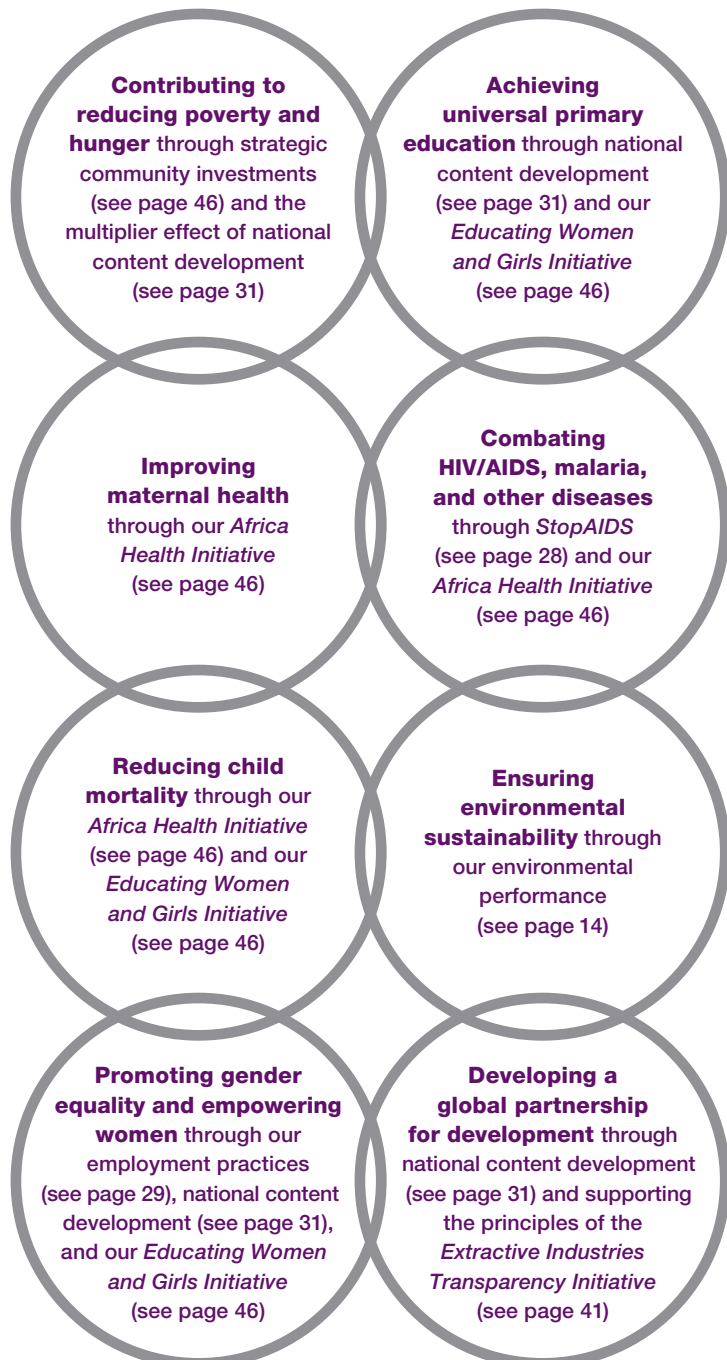 Contributing to
reducing poverty and
hunger through strategic
community investments
(see page 46) and the
multiplier effect of national
content development
(see page 31)
Achieving
universal primary
education through national
content development
(see page 31) and our
Educating Women
and Girls Initiative
(see page 46)
Improving
maternal health
through our Africa
Health Initiative
(see page 46)
Combating
HIV/AIDS, malaria,
and other diseases
through StopAIDS
(see page 28) and our
Africa Health Initiative
(see page 46)
Reducing child
mortality through our
Africa Health Initiative
(see page 46) and our
Educating Women
and Girls Initiative
(see page 46)
Ensuring
environmental
sustainability through
our environmental
performance
(see page 14)
Promoting gender
equality and empowering
women through our
employment practices
(see page 29), national content
development (see page 31),
and our Educating Women
and Girls Initiative
(see page 46)
Developing a
global partnership
for development through
national content development
(see page 31) and supporting
the principles of the
Extractive Industries
Transparency Initiative
(see page 41)